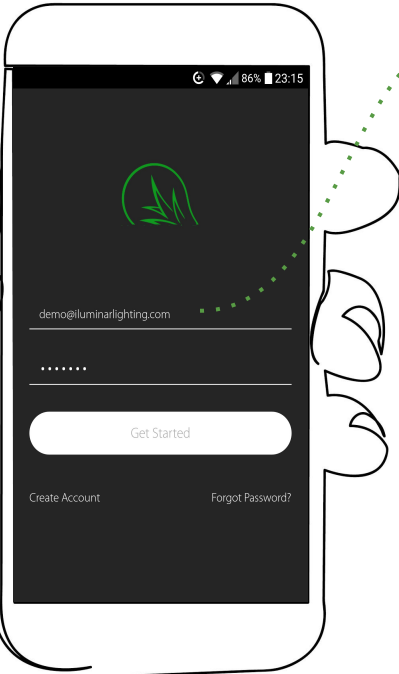 86% 23:15
demo@iluminarlighting.com
•••••••
Get Started
Create Account Forgot Password?